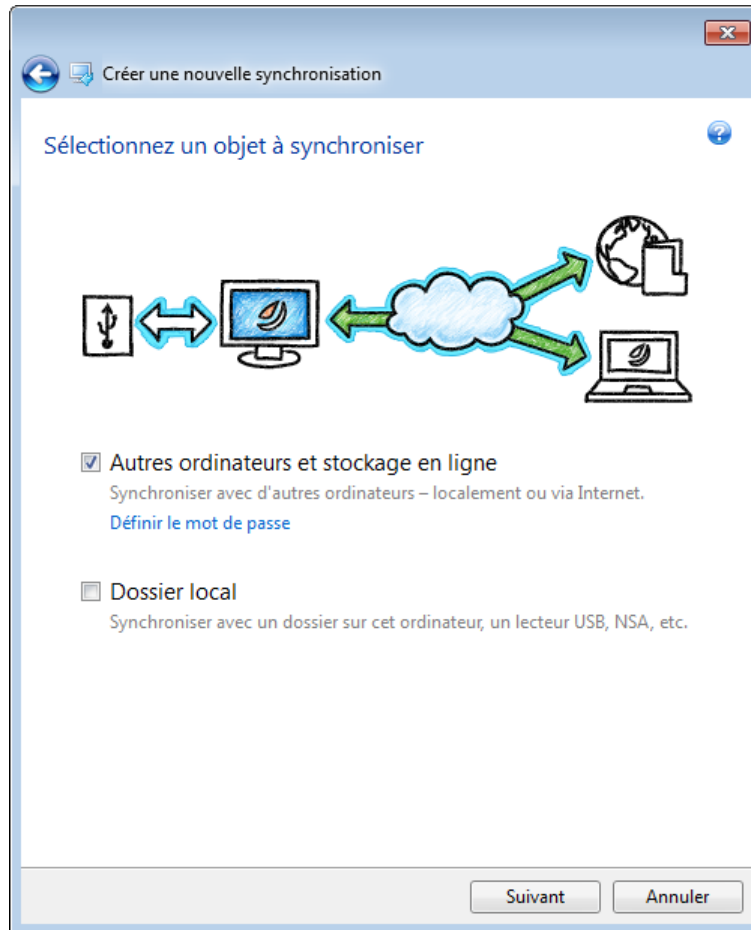 Créer une nouvelle synchronisation
Sélectionnez un objet à synchroniser
Autres ordinateurs et stockage en ligne
Synchroniser avec d'autres ordinateurs – localement ou via Internet.
Définir le mot de passe
Dossier local
Synchroniser avec un dossier sur cet ordinateur, un lecteur USB, NSA, etc.
Suivant Annuler